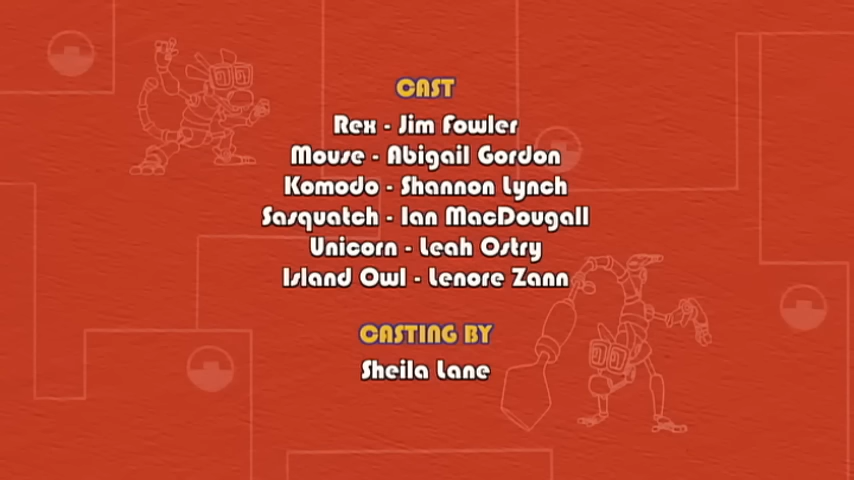 CAST
Rex - Jim Fowler
Mouse - Abigail Gordon
Komodo - Shannon Lynch
Sasquatch - Ian MacDougall
Unicorn - Leah Ostry
Island Owl - Lenore Zann
CASTING BY
Sheila Lane